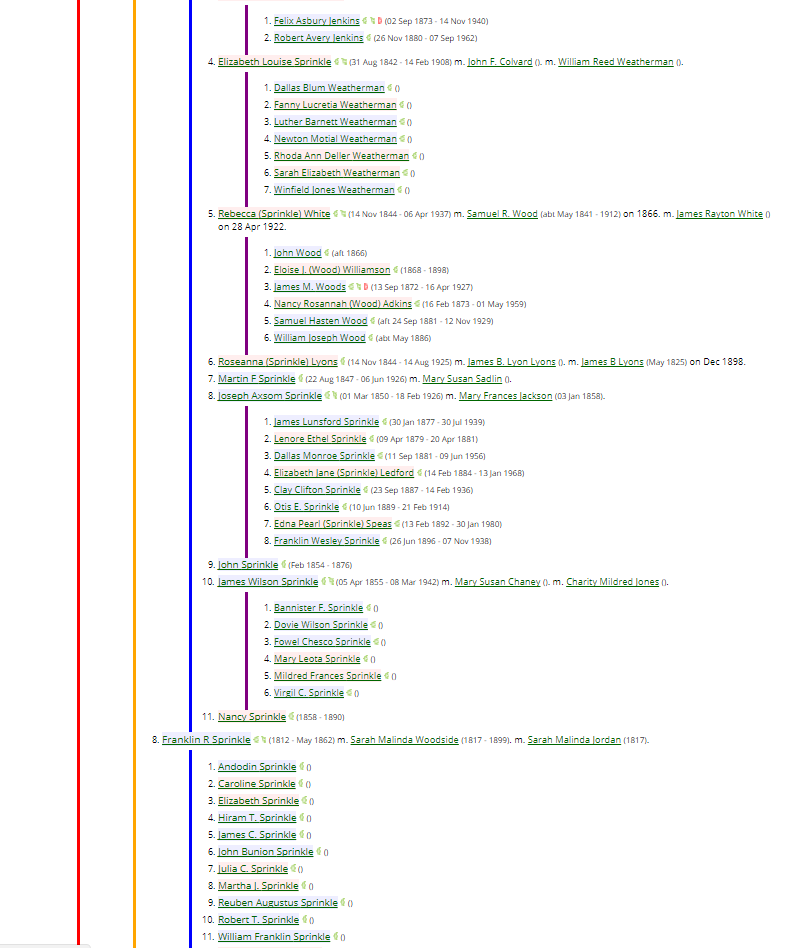 1. Felix Asbury Jenkins D (02 Sep 1873 - 14 Nov 1940)
2. Robert Avery Jenkins (26 Nov 1880 - 07 Sep 1962)
4. Elizabeth Louise Sprinkle (31 Aug 1842 - 14 Feb 1908) m. John F. Colvard (). m. William Reed Weatherman ().
1. Dallas Blum Weatherman ()
2. Fanny Lucretia Weatherman ()
3. Luther Barnett Weatherman ()
4. Newton Motial Weatherman ()
5. Rhoda Ann Deller Weatherman ()
6. Sarah Elizabeth Weatherman ()
7. Winfield Jones Weatherman ()
5. Rebecca (Sprinkle) White (14 Nov 1844 - 06 Apr 1937) m. Samuel R. Wood (abt May 1841 - 1912) on 1866. m. James Rayton White ()
on 28 Apr 1922.
1. John Wood (aft 1866)
2. Eloise J. (Wood) Williamson (1868 - 1898)
3. James M. Woods D (13 Sep 1872 - 16 Apr 1927)
4. Nancy Rosannah (Wood) Adkins (16 Feb 1873 - 01 May 1959)
5. Samuel Hasten Wood (aft 24 Sep 1881 - 12 Nov 1929)
6. William Joseph Wood (abt May 1886)
6. Roseanna (Sprinkle) Lyons (14 Nov 1844 - 14 Aug 1925) m. James B. Lyon Lyons (). m. James B Lyons (May 1825) on Dec 1898.
7. Martin F Sprinkle (22 Aug 1847 - 06 Jun 1926) m. Mary Susan Sadlin ().
8. Joseph Axsom Sprinkle (01 Mar 1850 - 18 Feb 1926) m. Mary Frances Jackson (03 Jan 1858).
1. James Lunsford Sprinkle (30 Jan 1877 - 30 Jul 1939)
2. Lenore Ethel Sprinkle (09 Apr 1879 - 20 Apr 1881)
3. Dallas Monroe Sprinkle (11 Sep 1881 - 09 Jun 1956)
4. Elizabeth Jane (Sprinkle) Ledford (14 Feb 1884 - 13 Jan 1968)
5. Clay Clifton Sprinkle (23 Sep 1887 - 14 Feb 1936)
6. Otis E. Sprinkle (10 Jun 1889 - 21 Feb 1914)
7. Edna Pearl (Sprinkle) Speas (13 Feb 1892 - 30 Jan 1980)
8. Franklin Wesley Sprinkle (26 Jun 1896 - 07 Nov 1938)
9. John Sprinkle (Feb 1854 - 1876)
10. James Wilson Sprinkle (05 Apr 1855 - 08 Mar 1942) m. Mary Susan Chaney (). m. Charity Mildred Jones ().
1. Bannister F. Sprinkle ()
2. Dovie Wilson Sprinkle ()
3. Fowel Chesco Sprinkle ()
4. Mary Leota Sprinkle ()
5. Mildred Frances Sprinkle ()
6. Virgil C. Sprinkle ()
11. Nancy Sprinkle (1858 - 1890)
8. Franklin R Sprinkle (1812 - May 1862) m. Sarah Malinda Woodside (1817 - 1899). m. Sarah Malinda Jordan (1817).
1. Andodin Sprinkle ()
2. Caroline Sprinkle ()
3. Elizabeth Sprinkle ()
4. Hiram T. Sprinkle ()
5. James C. Sprinkle ()
6. John Bunion Sprinkle ()
7. Julia C. Sprinkle ()
8. Martha J. Sprinkle ()
9. Reuben Augustus Sprinkle ()
10. Robert T. Sprinkle ()
11. William Franklin Sprinkle ()